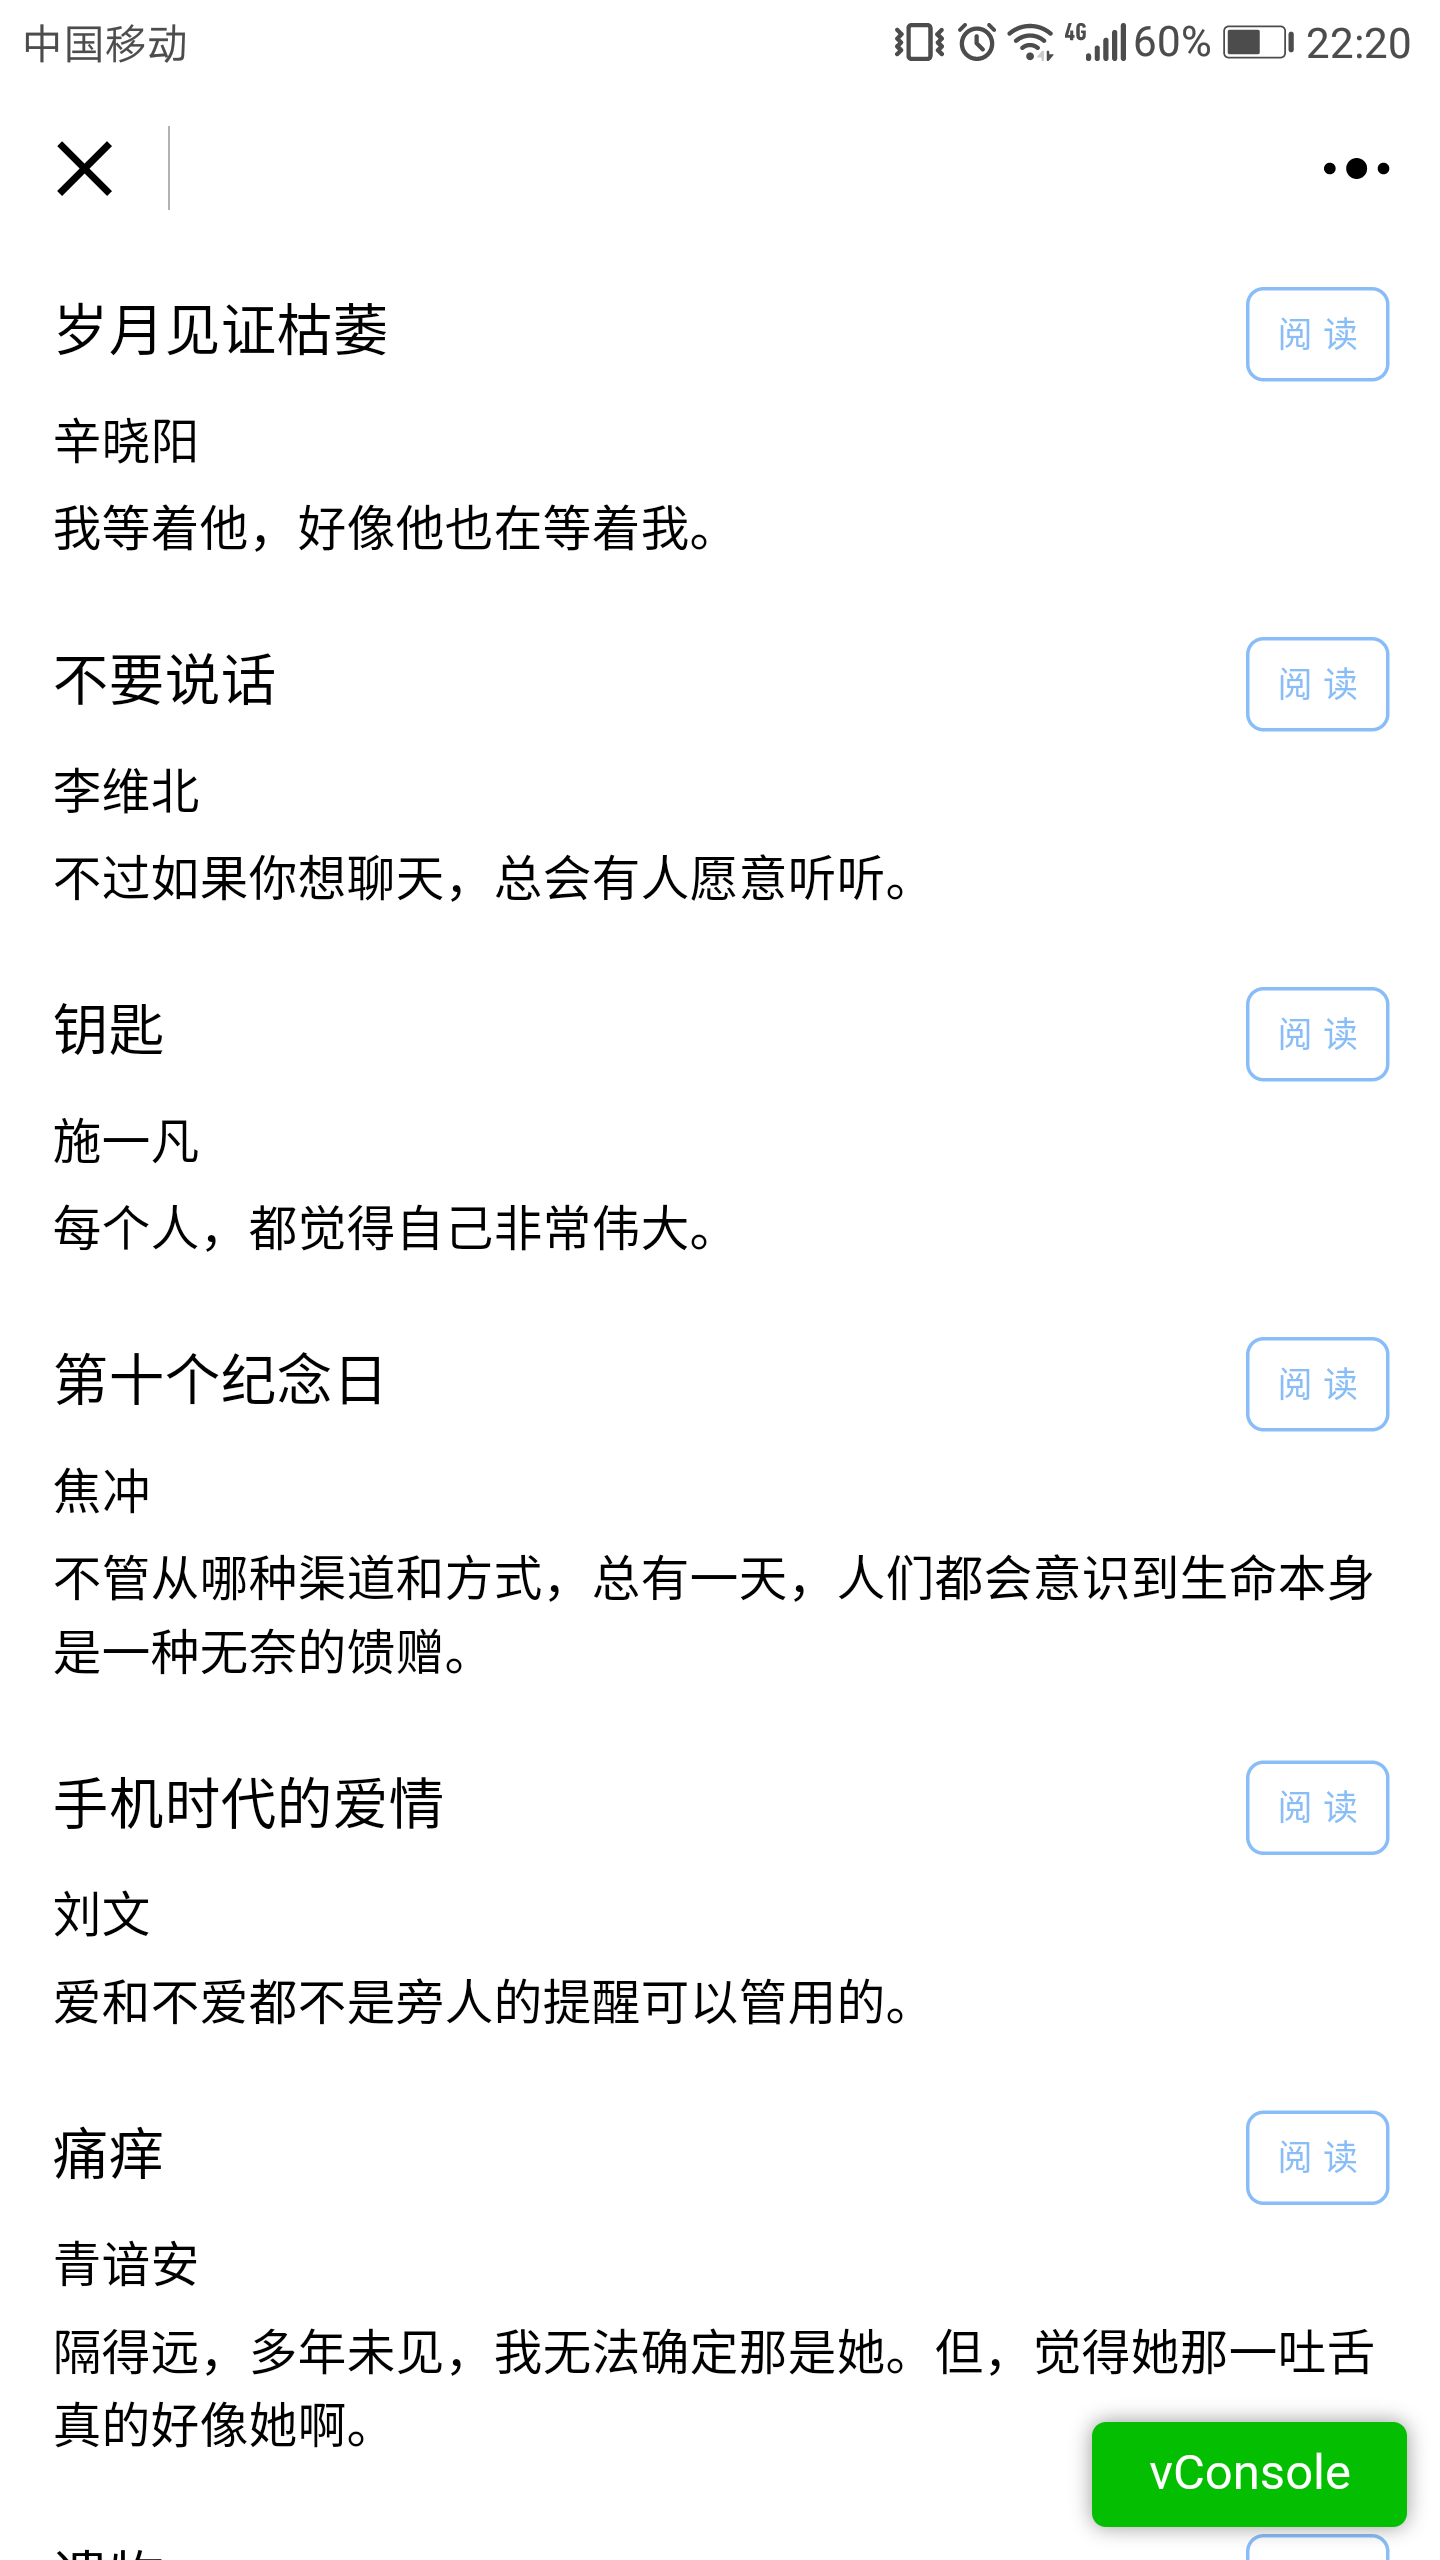 中国移动 4G 60% 22:20
岁月见证枯萎 阅读
辛晓阳
我等着他，好像他也在等着我。
不要说话 阅读
李维北
不过如果你想聊天，总会有人愿意听听。
钥匙 阅读
施一凡
每个人，都觉得自己非常伟大。
第十个纪念日 阅读
焦冲
不管从哪种渠道和方式，总有一天，人们都会意识到生命本身
是一种无奈的馈赠。
手机时代的爱情 阅读
刘文
爱和不爱都不是旁人的提醒可以管用的。
痛痒 阅读
青谙安
隔得远，多年未见，我无法确定那是她。但，觉得她那一吐舌
真的好像她啊。
vConsole